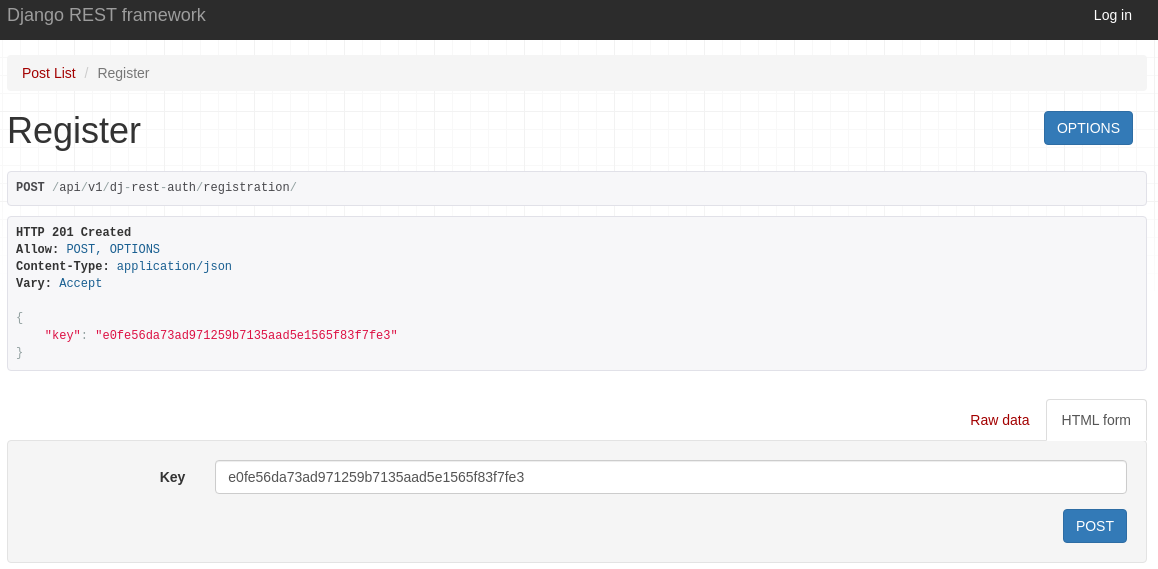 Django REST framework
Log in
Post List / Register
Register
OPTIONS
POST /api/v1/dj-rest-auth/registration/
HTTP 201 Created
Allow: POST, OPTIONS
Content-Type: application/json
Vary: Accept
{
    "key": "e0fe56da73ad971259b7135aad5e1565f83f7fe3"
}
Raw data
HTML form
Key
e0fe56da73ad971259b7135aad5e1565f83f7fe3
POST